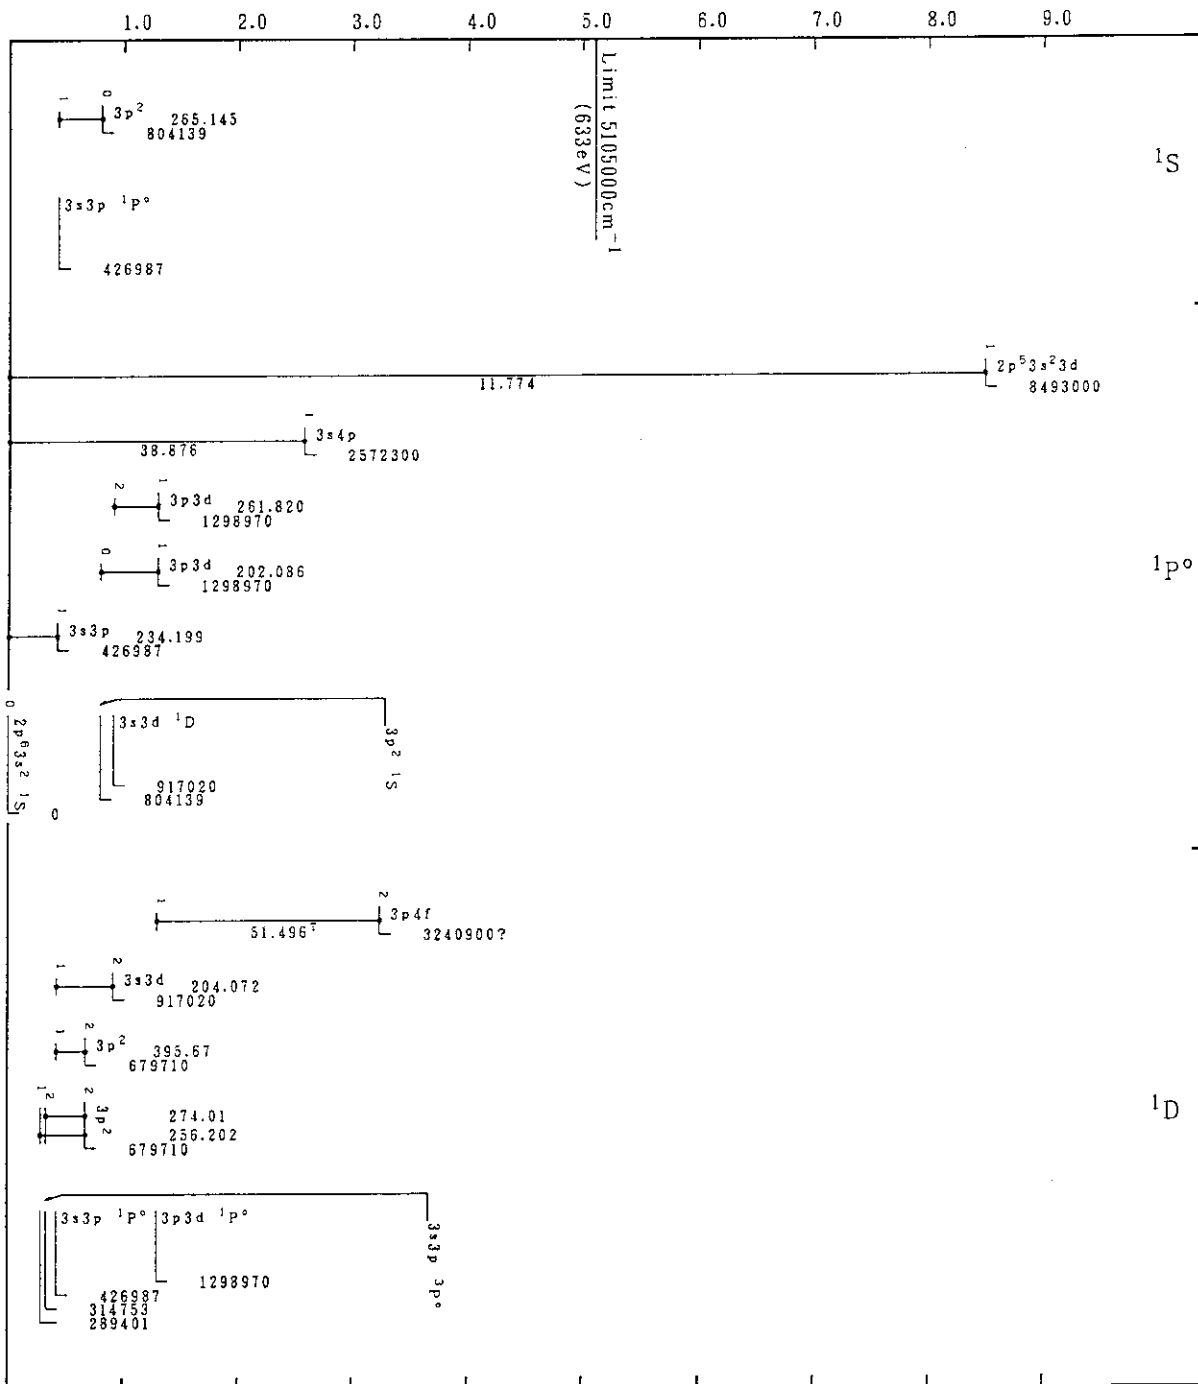 1.0 2.0 3.0 4.0 5.0 6.0 7.0 8.0 9.0
Limit 5105000cm⁻¹
(633eV)
¹S
1 0 3p² 265.145
804139
3s3p ¹P°
426987
¹P°
1 2p⁵3s²3d
11.774
8493000
1 3s4p
38.876
2572300
2 1 3p3d 261.820
1298970
0 1 3p3d 202.086
1298970
1 3s3p 234.199
426987
0 2p⁶3s² ¹S 0
3s3d ¹D
3p² ¹S
917020
804139
¹D
1 2 3p4f
51.496⁷
3240900?
1 2 3s3d 204.072
917020
1 2 3p² 395.67
679710
1 2 2 3p² 274.01
256.202
679710
3s3p ¹P° 3p3d ¹P°
3s3p ³P°
1298970
426987
314753
289401